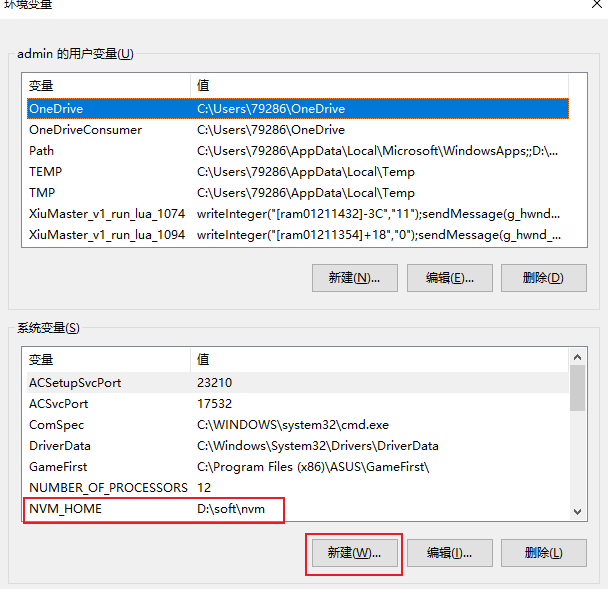 环境变量
admin 的用户变量(U)
变量 值
OneDrive C:\Users\79286\OneDrive
OneDriveConsumer C:\Users\79286\OneDrive
Path C:\Users\79286\AppData\Local\Microsoft\WindowsApps;;D:\...
TEMP C:\Users\79286\AppData\Local\Temp
TMP C:\Users\79286\AppData\Local\Temp
XiuMaster_v1_run_lua_1074 writeInteger("[ram01211432]-3C","11");sendMessage(g_hwnd...
XiuMaster_v1_run_lua_1094 writeInteger("[ram01211354]+18","0");sendMessage(g_hwnd_...
新建(N)... 编辑(E)... 删除(D)
系统变量(S)
变量 值
ACSetupSvcPort 23210
ACSvcPort 17532
ComSpec C:\WINDOWS\system32\cmd.exe
DriverData C:\Windows\System32\Drivers\DriverData
GameFirst C:\Program Files (x86)\ASUS\GameFirst\
NUMBER_OF_PROCESSORS 12
NVM_HOME D:\soft\nvm
新建(W)... 编辑(I)... 删除(L)